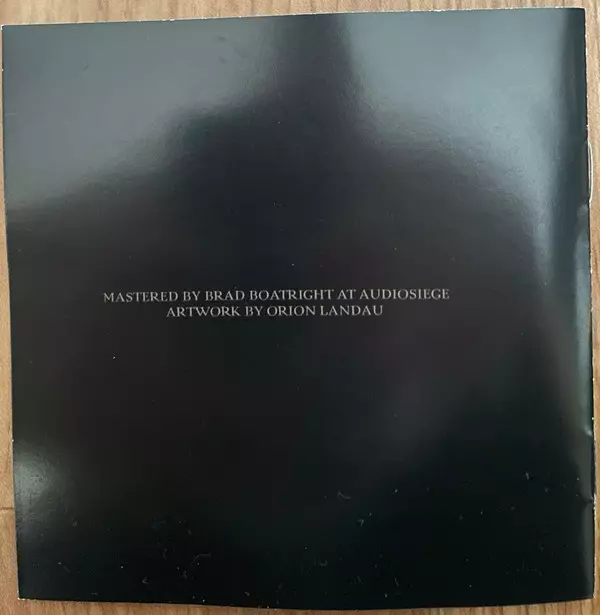 MASTERED BY BRAD BOATRIGHT AT AUDIOSIEGE
ARTWORK BY ORION LANDAU